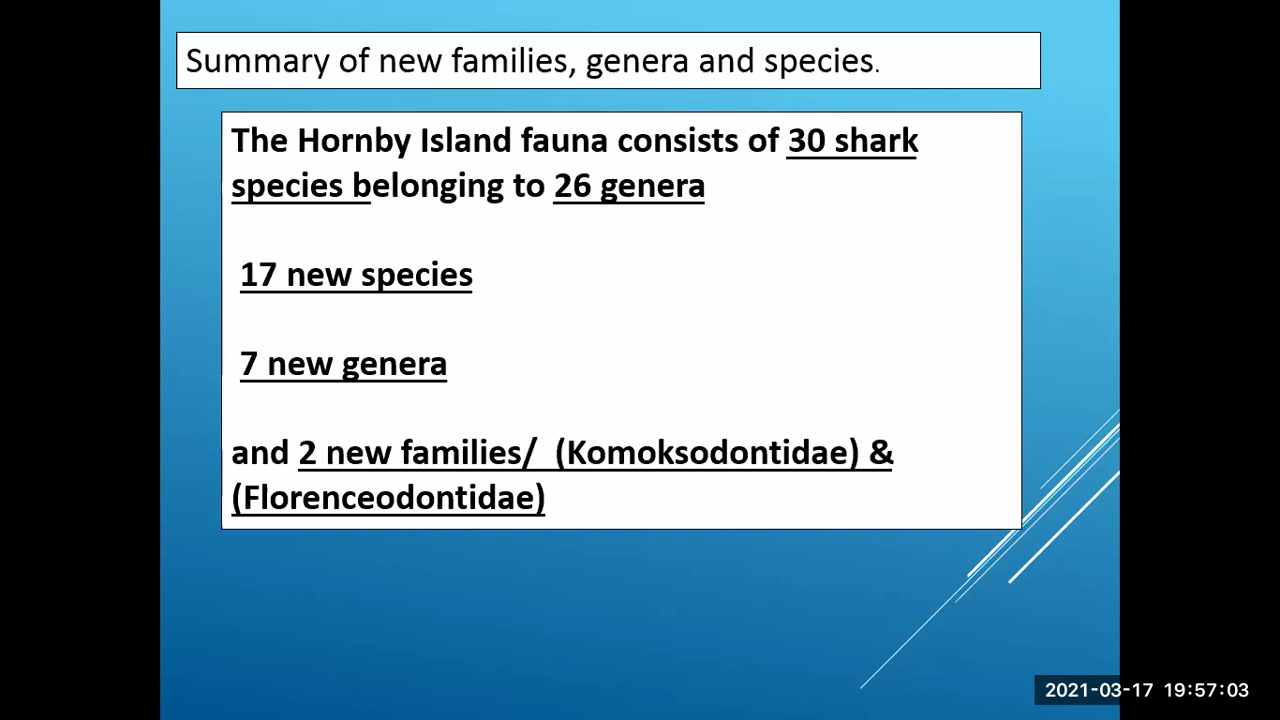 Summary of new families, genera and species.
The Hornby Island fauna consists of 30 shark
species belonging to 26 genera
17 new species
7 new genera
and 2 new families/ (Komoksodontidae) &
(Florenceodontidae)
2021-03-17 19:57:03